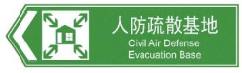 人防疏散基地
Civil Air Defense
Evacuation Base